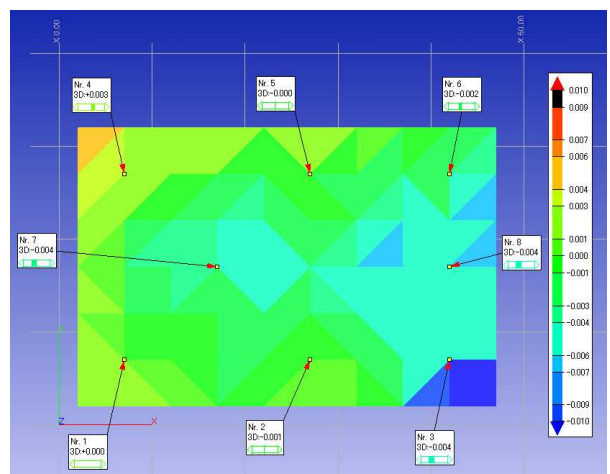 X 0.00
X 50.00
Nr. 4
3D:+0.003
Nr. 5
3D:-0.000
Nr. 6
3D:-0.002
0.010
0.009
0.007
0.006
0.004
0.001
0.000
-0.001
-0.003
-0.004
-0.006
-0.007
-0.009
-0.010
Nr. 7
3D:-0.004
Nr. 8
3D:-0.004
Z
X
Nr. 1
3D:+0.000
Nr. 2
3D:-0.001
Nr. 3
3D:-0.004